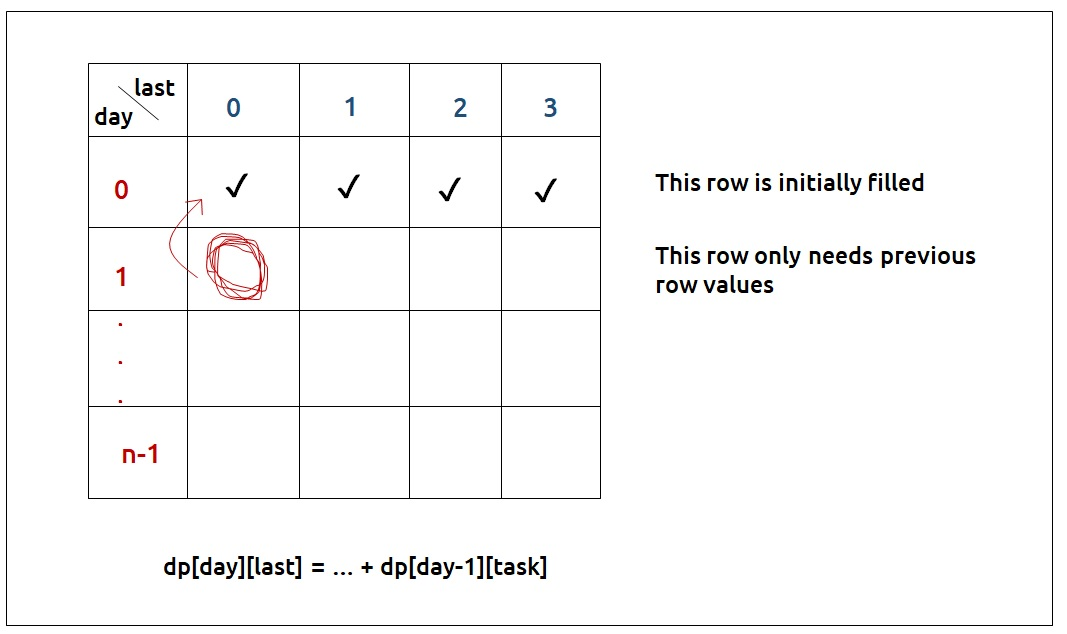 last
day
0 1 2 3
0 ✓ ✓ ✓ ✓ This row is initially filled
1 This row only needs previous
row values
.
.
.
n-1
dp[day][last] = ... + dp[day-1][task]